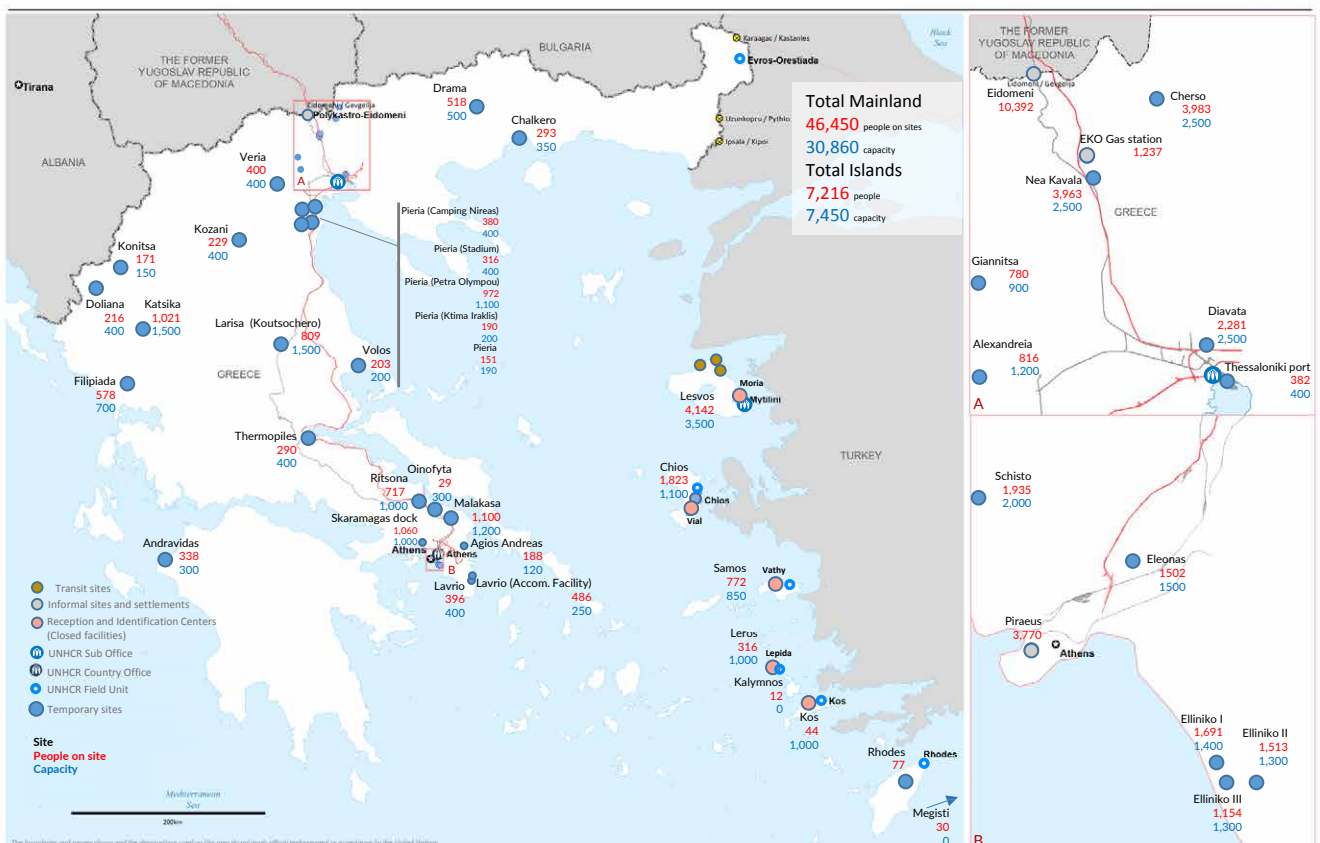 BULGARIA
THE FORMER
YUGOSLAV REPUBLIC
OF MACEDONIA
Tirana
ALBANIA
Black
Sea
Karaagas / Kastanies
Evros-Orestiada
Uzunkopru / Pythio
Ipsala / Kipoi
Eidomeni / Gevgelija
Polykastro-Eidomeni
A
Drama
518
500
Chalkero
293
350
Veria
400
400
Kozani
229
400
Konitsa
171
150
Doliana
216
400
Katsika
1,021
1,500
Larisa (Koutsochero)
809
1,500
GREECE
Volos
203
200
Filipiada
578
700
Pieria (Camping Nireas)
380
400
Pieria (Stadium)
316
400
Pieria (Petra Olympou)
972
1,100
Pieria (Ktima Iraklis)
190
200
Pieria
151
190
Total Mainland
46,450 people on sites
30,860 capacity
Total Islands
7,216 people
7,450 capacity
Thermopiles
290
400
Oinofyta
29
300
Ritsona
717
1,000
Malakasa
1,100
1,200
Skaramagas dock
1,060
1,000
Athens
Athens
B
Agios Andreas
188
120
Lavrio (Accom. Facility)
486
250
Lavrio
396
400
Andravidas
338
300
Moria
Mytilini
Lesvos
4,142
3,500
Chios
1,823
1,100
Chios
Vial
TURKEY
Samos
772
850
Vathy
Leros
316
1,000
Lepida
Kalymnos
12
0
Kos
Kos
44
1,000
Rhodes
77
Rhodes
Megisti
30
0
Transit sites
Informal sites and settlements
Reception and Identification Centers
(Closed facilities)
UNHCR Sub Office
UNHCR Country Office
UNHCR Field Unit
Temporary sites
Site
People on site
Capacity
Mediterranean
Sea
200km
THE FORMER
YUGOSLAV REPUBLIC
OF MACEDONIA
Eidomeni / Gevgelija
Eidomeni
10,392
Cherso
3,983
2,500
EKO Gas station
1,237
Nea Kavala
3,963
2,500
GREECE
Giannitsa
780
900
Diavata
2,281
2,500
Alexandreia
816
1,200
Thessaloniki port
382
400
A
Schisto
1,935
2,000
Eleonas
1502
1500
Piraeus
3,770
Athens
Elliniko I
1,691
1,400
Elliniko II
1,513
1,300
Elliniko III
1,154
1,300
B